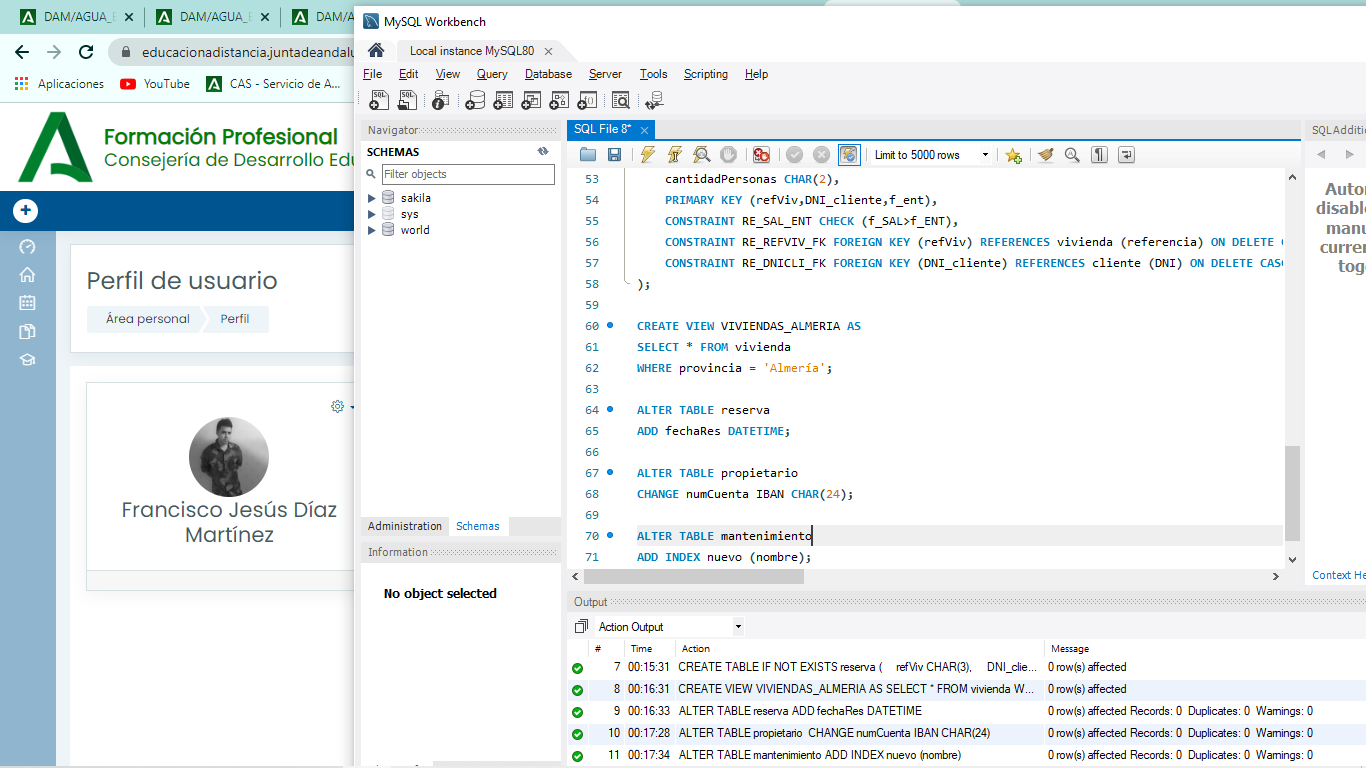 DAM/AGUA_
DAM/AGUA_
DAM/AGUA_
educacionadistancia.juntadeandalu
Aplicaciones
YouTube
CAS - Servicio de A...
Formación Profesional
Consejería de Desarrollo Edu
Perfil de usuario
Área personal
Perfil
Francisco Jesús Díaz
Martínez
MySQL Workbench
Local instance MySQL80
File Edit View Query Database Server Tools Scripting Help
Navigator
SCHEMAS
Filter objects
sakila
sys
world
Administration Schemas
Information
No object selected
SQL File 8*
Limit to 5000 rows
53 cantidadPersonas CHAR(2),
54 PRIMARY KEY (refViv,DNI_cliente,f_ent),
55 CONSTRAINT RE_SAL_ENT CHECK (f_SAL>f_ENT),
56 CONSTRAINT RE_REFVIV_FK FOREIGN KEY (refViv) REFERENCES vivienda (referencia) ON DELETE C
57 CONSTRAINT RE_DNICLI_FK FOREIGN KEY (DNI_cliente) REFERENCES cliente (DNI) ON DELETE CASC
58 );
59
60 CREATE VIEW VIVIENDAS_ALMERIA AS
61 SELECT * FROM vivienda
62 WHERE provincia = 'Almería';
63
64 ALTER TABLE reserva
65 ADD fechaRes DATETIME;
66
67 ALTER TABLE propietario
68 CHANGE numCuenta IBAN CHAR(24);
69
70 ALTER TABLE mantenimiento
71 ADD INDEX nuevo (nombre);
SQLAdditio
Autor
disable
manu
curren
tog
Context He
Output
Action Output
# Time Action Message
7 00:15:31 CREATE TABLE IF NOT EXISTS reserva ( refViv CHAR(3), DNI_clie... 0 row(s) affected
8 00:16:31 CREATE VIEW VIVIENDAS_ALMERIA AS SELECT * FROM vivienda W... 0 row(s) affected
9 00:16:33 ALTER TABLE reserva ADD fechaRes DATETIME 0 row(s) affected Records: 0 Duplicates: 0 Warnings: 0
10 00:17:28 ALTER TABLE propietario CHANGE numCuenta IBAN CHAR(24) 0 row(s) affected Records: 0 Duplicates: 0 Warnings: 0
11 00:17:34 ALTER TABLE mantenimiento ADD INDEX nuevo (nombre) 0 row(s) affected Records: 0 Duplicates: 0 Warnings: 0